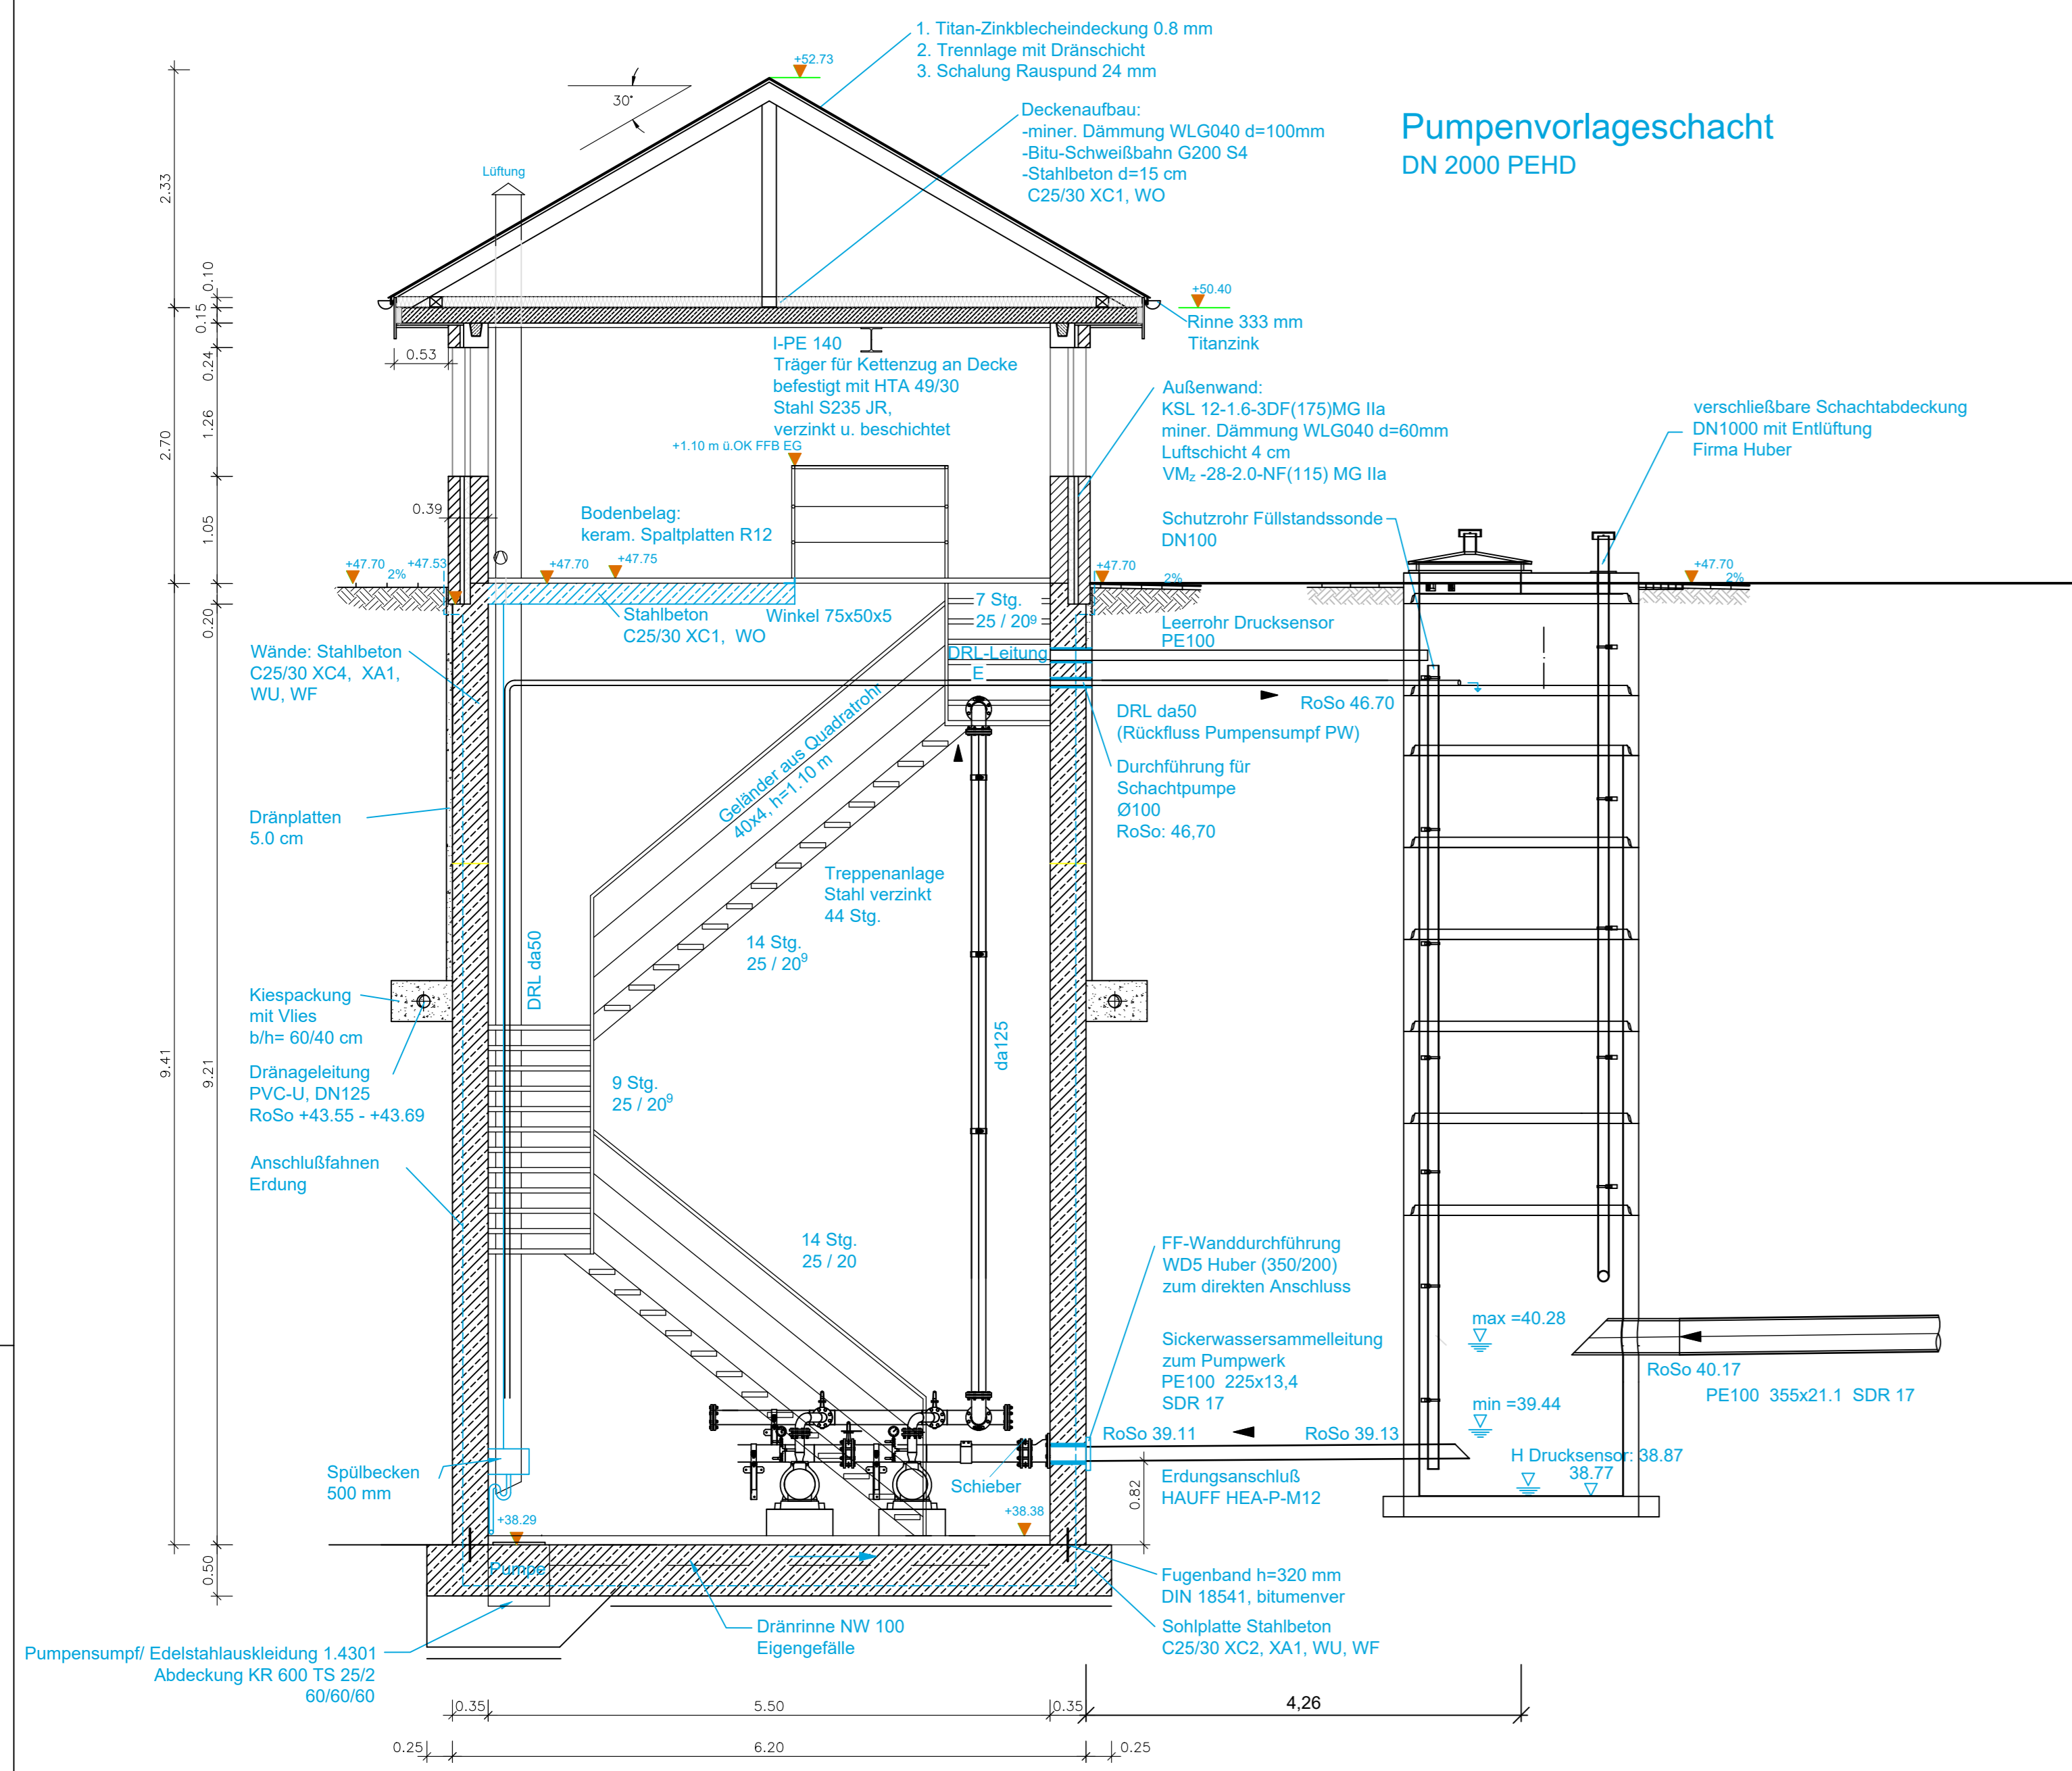 1. Titan-Zinkblecheindeckung 0.8 mm
2. Trennlage mit Dränschicht
3. Schalung Rauspund 24 mm
+52.73
30°
Deckenaufbau:
-miner. Dämmung WLG040 d=100mm
-Bitu-Schweißbahn G200 S4
-Stahlbeton d=15 cm
C25/30 XC1, WO
Pumpenvorlageschacht
DN 2000 PEHD
Lüftung
2.33
0.10
0.15
0.24
1.26
2.70
1.05
0.20
9.41
9.21
0.50
0.53
0.39
+50.40
Rinne 333 mm
Titanzink
I-PE 140
Träger für Kettenzug an Decke
befestigt mit HTA 49/30
Stahl S235 JR,
verzinkt u. beschichtet
+1.10 m ü.OK FFB EG
Außenwand:
KSL 12-1.6-3DF(175)MG IIa
miner. Dämmung WLG040 d=60mm
Luftschicht 4 cm
VMz -28-2.0-NF(115) MG IIa
verschließbare Schachtabdeckung
DN1000 mit Entlüftung
Firma Huber
Schutzrohr Füllstandssonde
DN100
Bodenbelag:
keram. Spaltplatten R12
+47.70
2%
+47.53
+47.70
+47.75
+47.70
2%
+47.70
2%
Stahlbeton
C25/30 XC1, WO
Winkel 75x50x5
7 Stg.
25 / 20⁹
Leerrohr Drucksensor
PE100
DRL-Leitung
E
Wände: Stahlbeton
C25/30 XC4, XA1,
WU, WF
RoSo 46.70
DRL da50
(Rückfluss Pumpensumpf PW)
Durchführung für
Schachtpumpe
Ø100
RoSo: 46,70
Geländer aus Quadratrohr
40x4, h=1.10 m
Dränplatten
5.0 cm
Treppenanlage
Stahl verzinkt
44 Stg.
14 Stg.
25 / 20⁹
DRL da50
da125
Kiespackung
mit Vlies
b/h= 60/40 cm
Dränageleitung
PVC-U, DN125
RoSo +43.55 - +43.69
9 Stg.
25 / 20⁹
Anschlußfahnen
Erdung
14 Stg.
25 / 20
FF-Wanddurchführung
WD5 Huber (350/200)
zum direkten Anschluss
Sickerwassersammelleitung
zum Pumpwerk
PE100 225x13,4
SDR 17
max =40.28
RoSo 40.17
PE100 355x21.1 SDR 17
min =39.44
RoSo 39.11
RoSo 39.13
H Drucksensor: 38.87
38.77
Erdungsanschluß
HAUFF HEA-P-M12
0.82
Schieber
Spülbecken
500 mm
+38.29
+38.38
Pumpe
Fugenband h=320 mm
DIN 18541, bitumenver
Dränrinne NW 100
Eigengefälle
Sohlplatte Stahlbeton
C25/30 XC2, XA1, WU, WF
Pumpensumpf/ Edelstahlauskleidung 1.4301
Abdeckung KR 600 TS 25/2
60/60/60
0.35
5.50
0.35
4,26
0.25
6.20
0.25